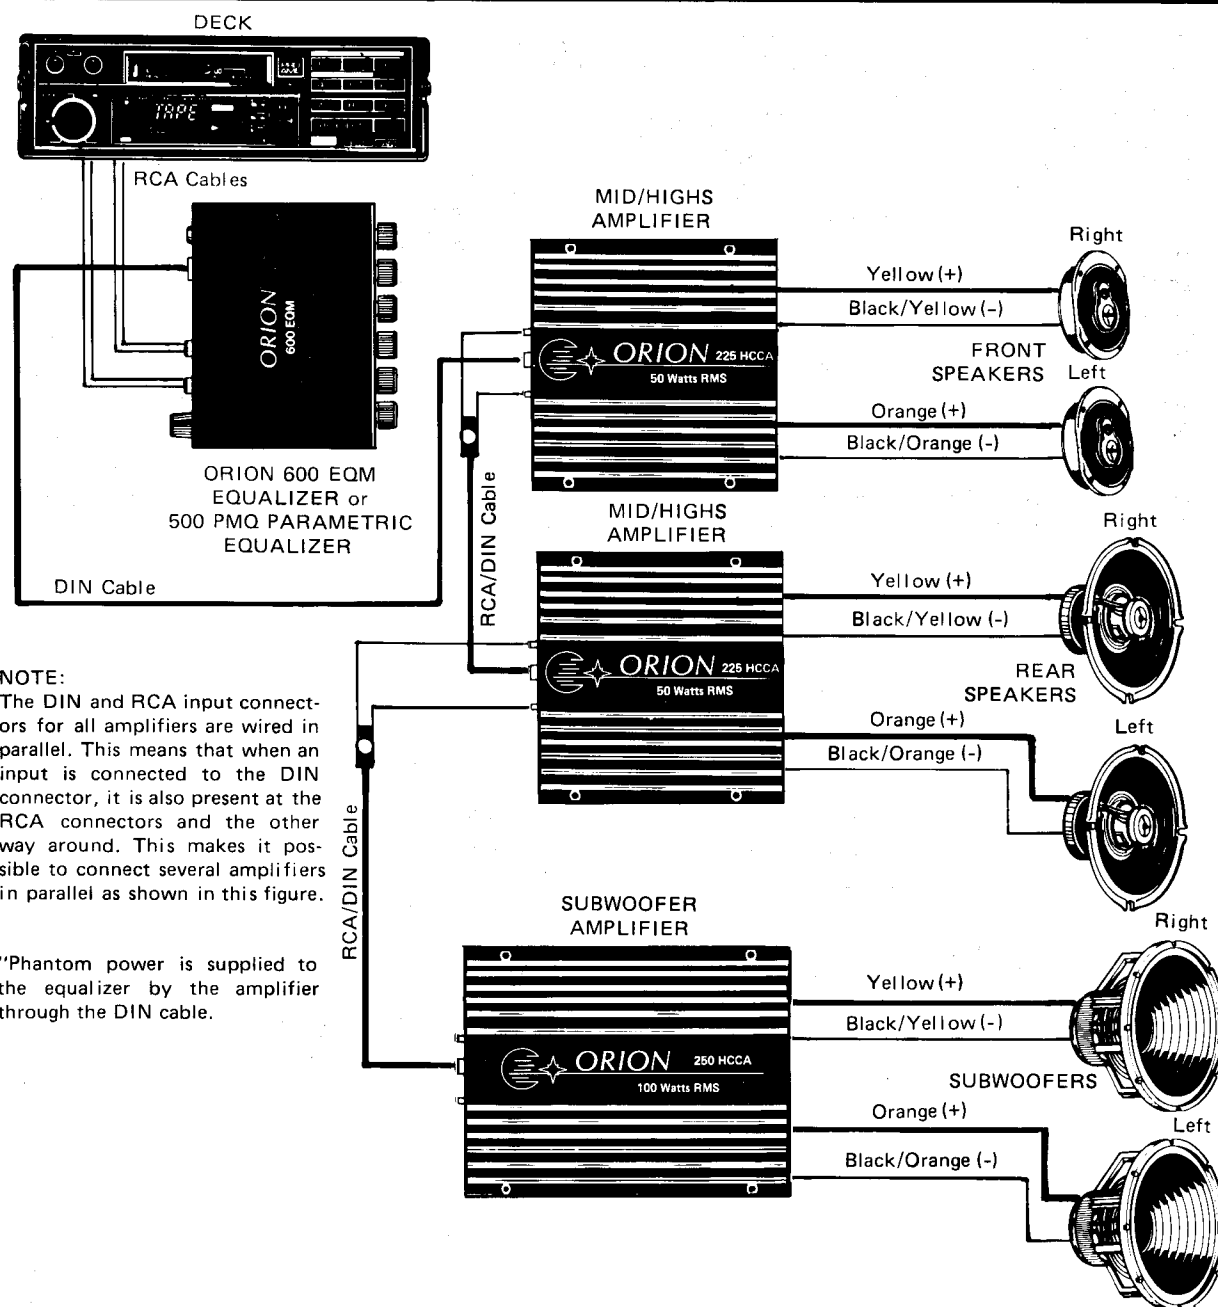 DECK
TAPE
RCA Cables
ORION
600 EQM
ORION 600 EQM
EQUALIZER or
500 PMQ PARAMETRIC
EQUALIZER
DIN Cable
MID/HIGHS
AMPLIFIER
ORION 225 HCCA
50 Watts RMS
Right
Yellow (+)
Black/Yellow (-)
FRONT
SPEAKERS
Left
Orange (+)
Black/Orange (-)
RCA/DIN Cable
MID/HIGHS
AMPLIFIER
ORION 225 HCCA
50 Watts RMS
Right
Yellow (+)
Black/Yellow (-)
REAR
SPEAKERS
Left
Orange (+)
Black/Orange (-)
NOTE:
The DIN and RCA input connect-
ors for all amplifiers are wired in
parallel. This means that when an
input is connected to the DIN
connector, it is also present at the
RCA connectors and the other
way around. This makes it pos-
sible to connect several amplifiers
in parallel as shown in this figure.
"Phantom power is supplied to
the equalizer by the amplifier
through the DIN cable.
RCA/DIN Cable
SUBWOOFER
AMPLIFIER
ORION 250 HCCA
100 Watts RMS
Right
Yellow (+)
Black/Yellow (-)
SUBWOOFERS
Left
Orange (+)
Black/Orange (-)